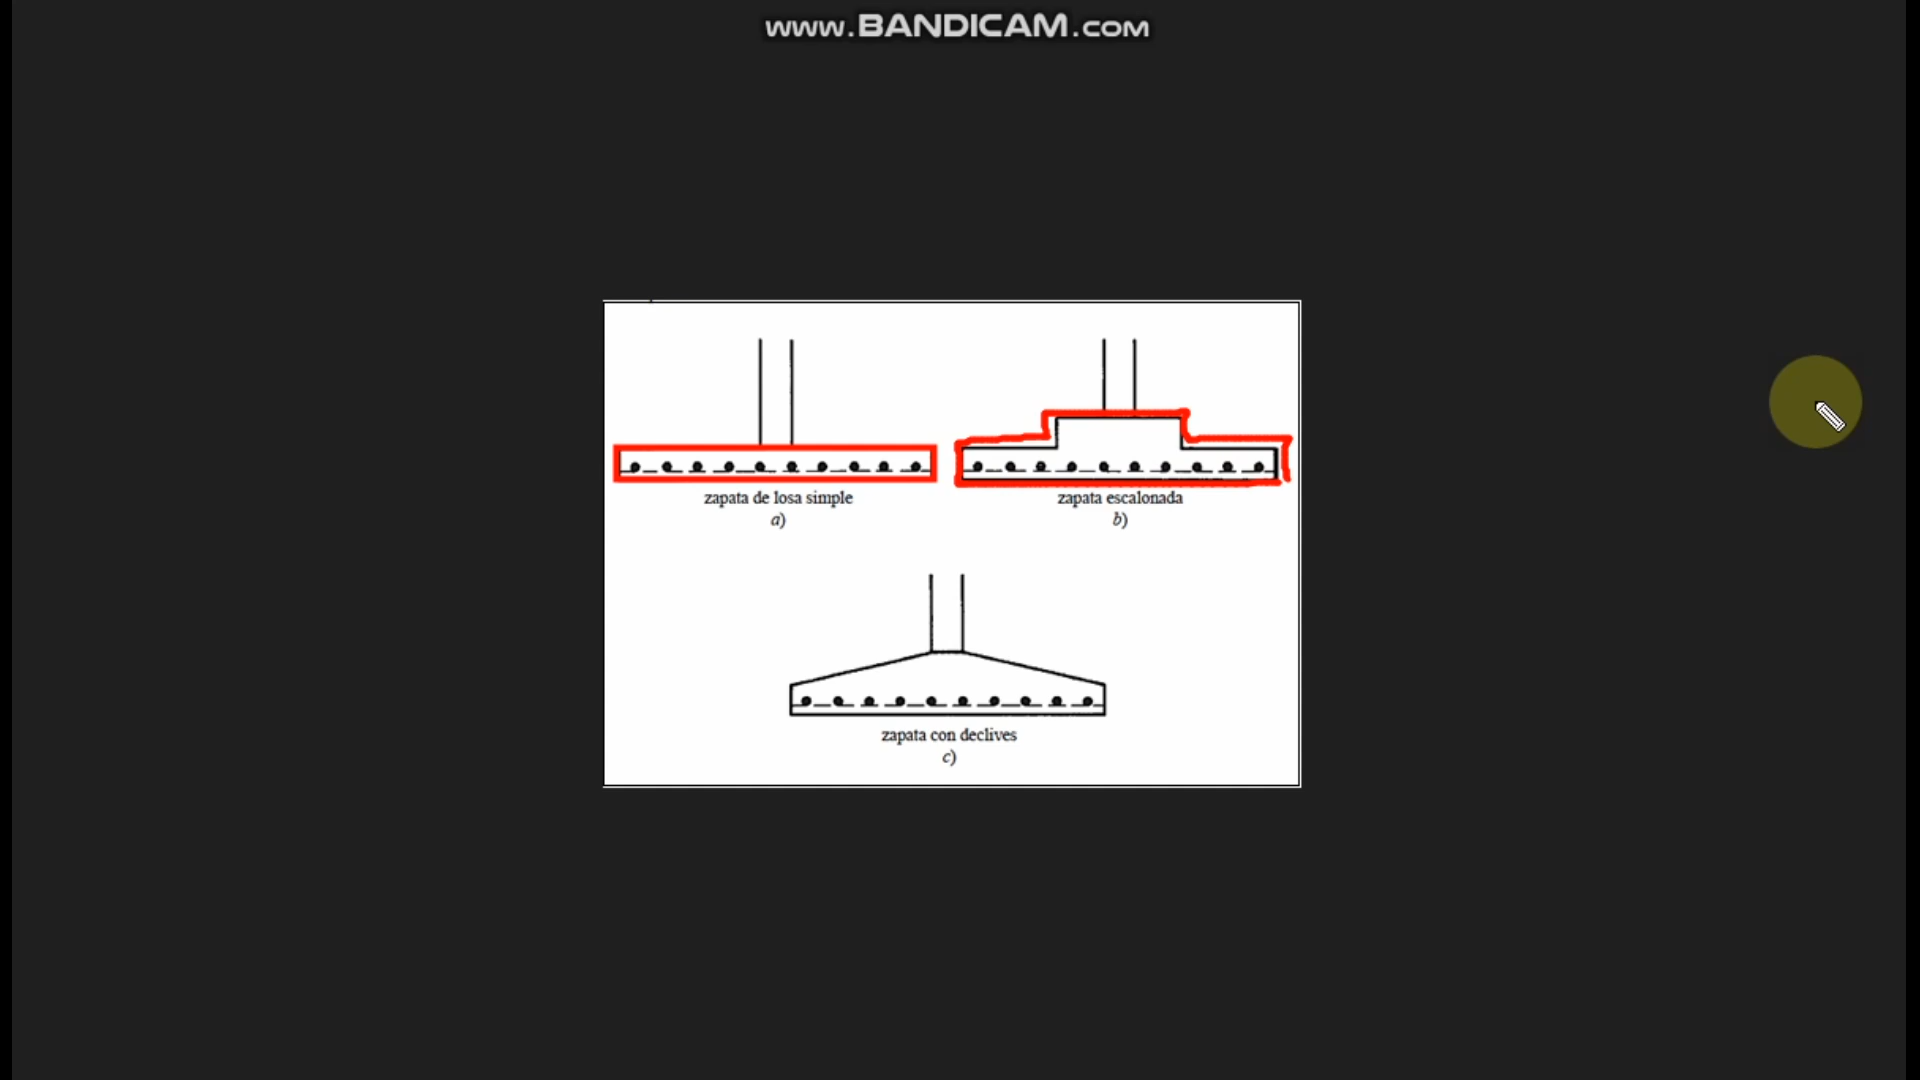 www.BANDICAM.COM
zapata de losa simple
a)
zapata escalonada
b)
zapata con declives
c)